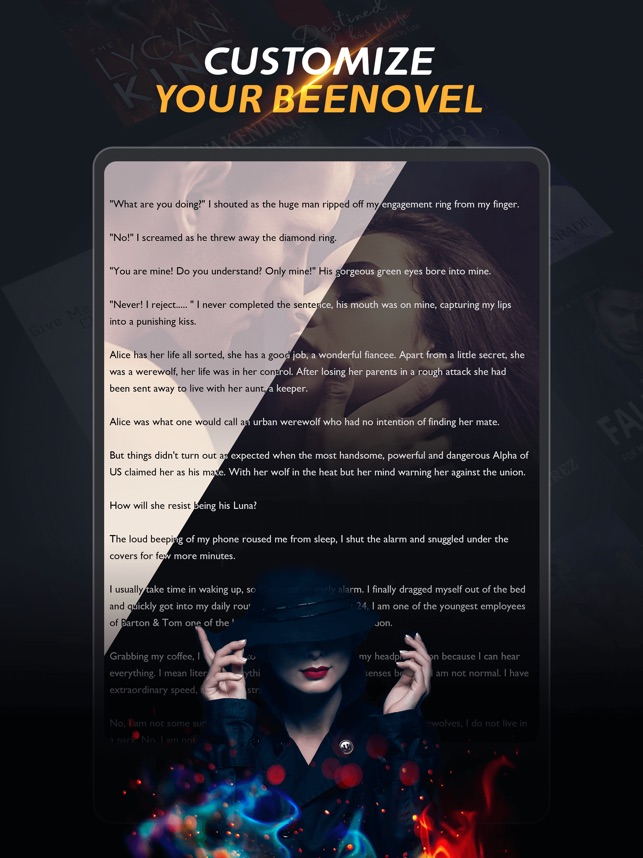 THE
LYCAN
KING
Destined
CUSTOMIZE
YOUR BEENOVEL
"What are you doing?" I shouted as the huge man ripped off my engagement ring from my finger.
"No!" I screamed as he threw away the diamond ring.
"You are mine! Do you understand? Only mine!" His gorgeous green eyes bore into mine.
"Never! I reject..... " I never completed the sentence, his mouth was on mine, capturing my lips
into a punishing kiss.
Alice has her life all sorted, she has a good job, a wonderful fiancee. Apart from a little secret, she
was a werewolf, her life was in her control. After losing her parents in a rough attack she had
been sent away to live with her aunt, a keeper.
Alice was what one would call an urban werewolf who had no intention of finding her mate.
But things didn't turn out as expected when the most handsome, powerful and dangerous Alpha of
US claimed her as his mate. With her wolf in the heat but her mind warning her against the union.
How will she resist being his Luna?
The loud beeping of my phone roused me from sleep, I shut the alarm and snuggled under the
covers for few more minutes.
I usually take time in waking up, so alarm. I finally dragged myself out of the bed
and quickly got into my daily 24, I am one of the youngest employees
of Barton & Tom one of the
Grabbing my coffee, I my on because I can hear
everything. I mean senses am not normal. I have
extraordinary speed,
No, I am not some do not live in
a pack. No, I am not